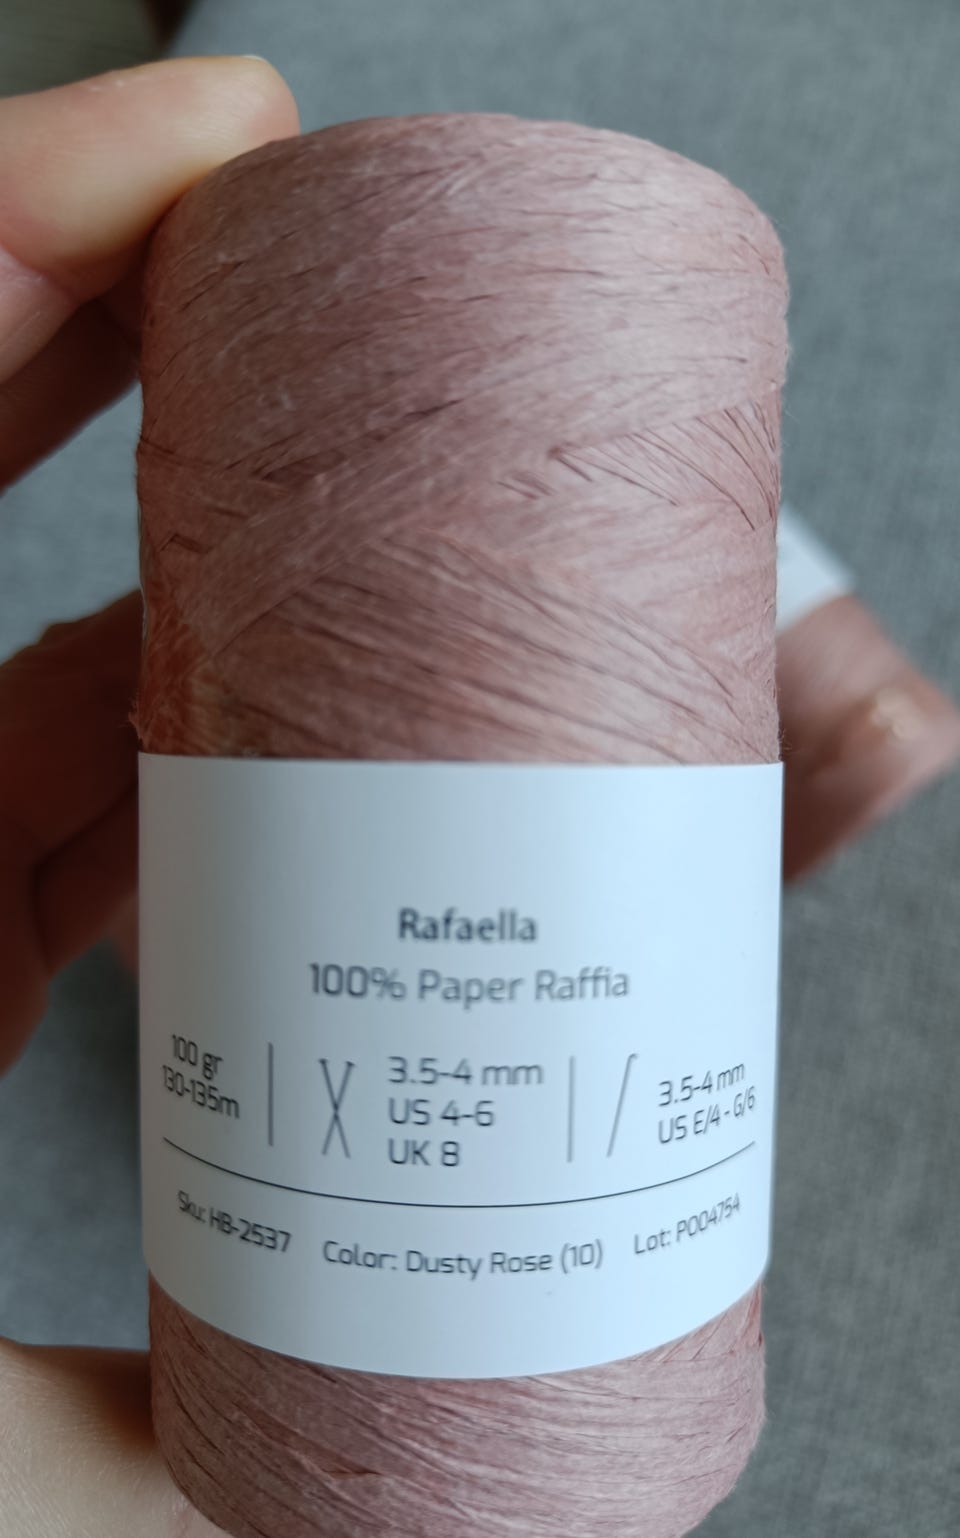 Rafaella
100% Paper Raffia
100 gr
130-135m
3.5-4 mm
US 4-6
UK 8
3.5-4 mm
US E/4 - G/6
Sku: HB-2537
Color: Dusty Rose (10)
Lot: P004754